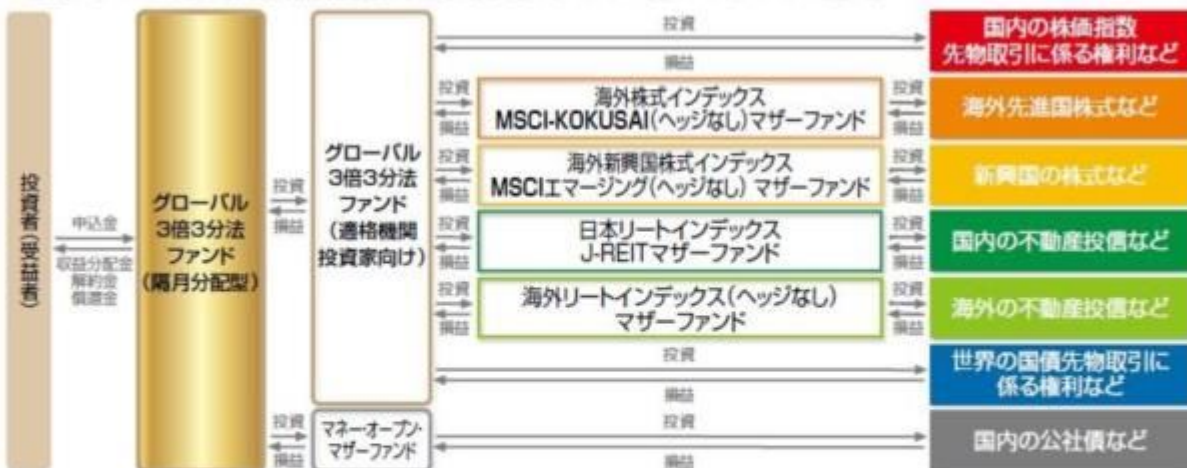 投資者(受益者)
申込金
収益分配金
解約金
償還金
グローバル
3倍3分法
ファンド
(隔月分配型)
投資
損益
グローバル
3倍3分法
ファンド
(適格機関
投資家向け)
投資
損益
国内の株価指数
先物取引に係る権利など
投資
損益
海外株式インデックス
MSCI-KOKUSAI(ヘッジなし)マザーファンド
投資
損益
海外先進国株式など
投資
損益
海外新興国株式インデックス
MSCIエマージング(ヘッジなし) マザーファンド
投資
損益
新興国の株式など
投資
損益
日本リートインデックス
J-REITマザーファンド
投資
損益
国内の不動産投信など
投資
損益
海外リートインデックス(ヘッジなし)
マザーファンド
投資
損益
海外の不動産投信など
投資
損益
世界の国債先物取引に
係る権利など
投資
損益
マネー・オープン・
マザーファンド
投資
損益
国内の公社債など